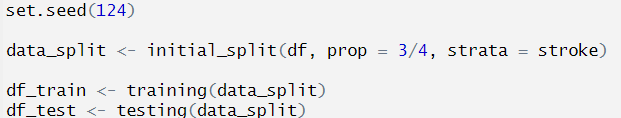 set.seed(124)
data_split <- initial_split(df, prop = 3/4, strata = stroke)
df_train <- training(data_split)
df_test <- testing(data_split)